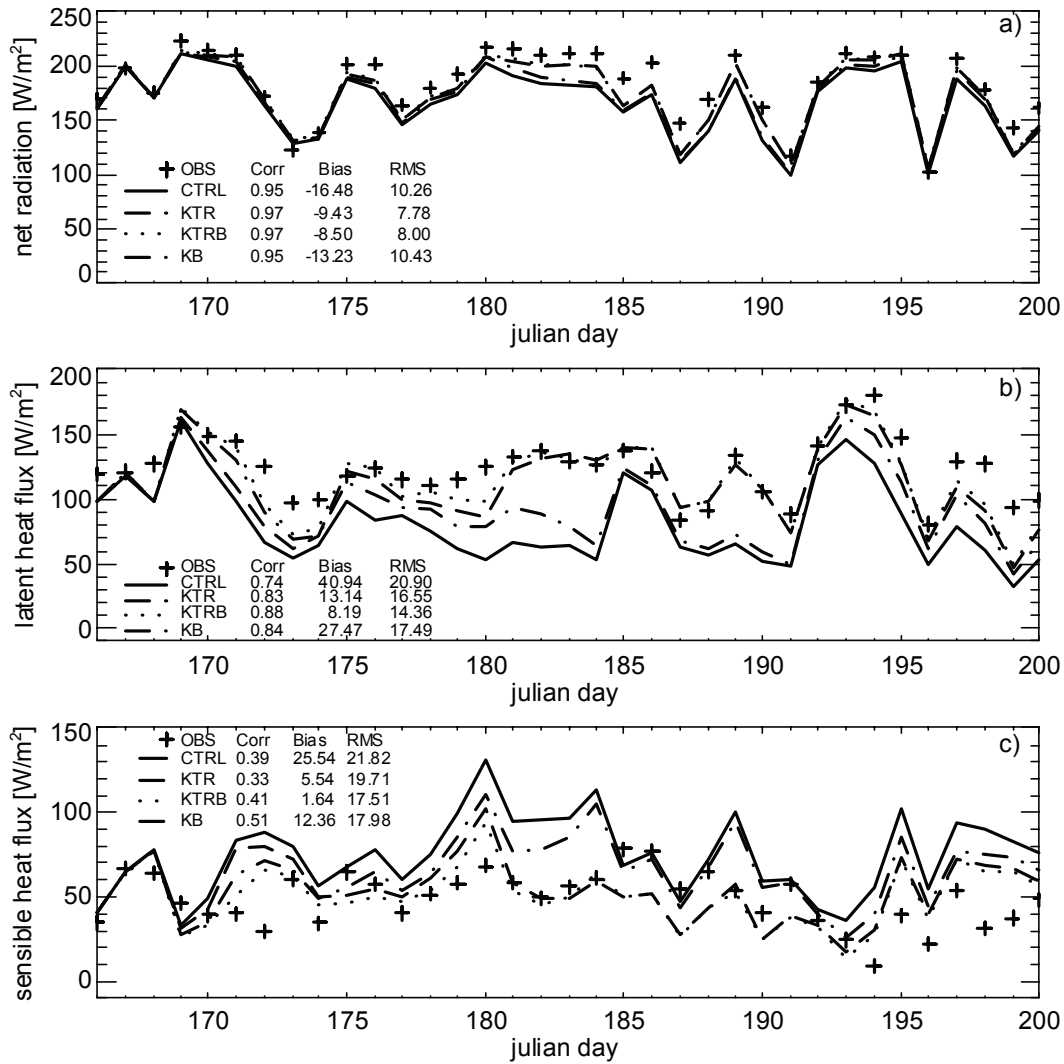 a)
net radiation [W/m²]
250
200
150
100
50
0
OBS Corr Bias RMS
CTRL 0.95 -16.48 10.26
KTR 0.97 -9.43 7.78
KTRB 0.97 -8.50 8.00
KB 0.95 -13.23 10.43
170 175 180 185 190 195 200
julian day
b)
latent heat flux [W/m²]
200
150
100
50
0
OBS Corr Bias RMS
CTRL 0.74 40.94 20.90
KTR 0.83 13.14 16.55
KTRB 0.88 8.19 14.36
KB 0.84 27.47 17.49
170 175 180 185 190 195 200
julian day
c)
sensible heat flux [W/m²]
150
100
50
0
OBS Corr Bias RMS
CTRL 0.39 25.54 21.82
KTR 0.33 5.54 19.71
KTRB 0.41 1.64 17.51
KB 0.51 12.36 17.98
170 175 180 185 190 195 200
julian day